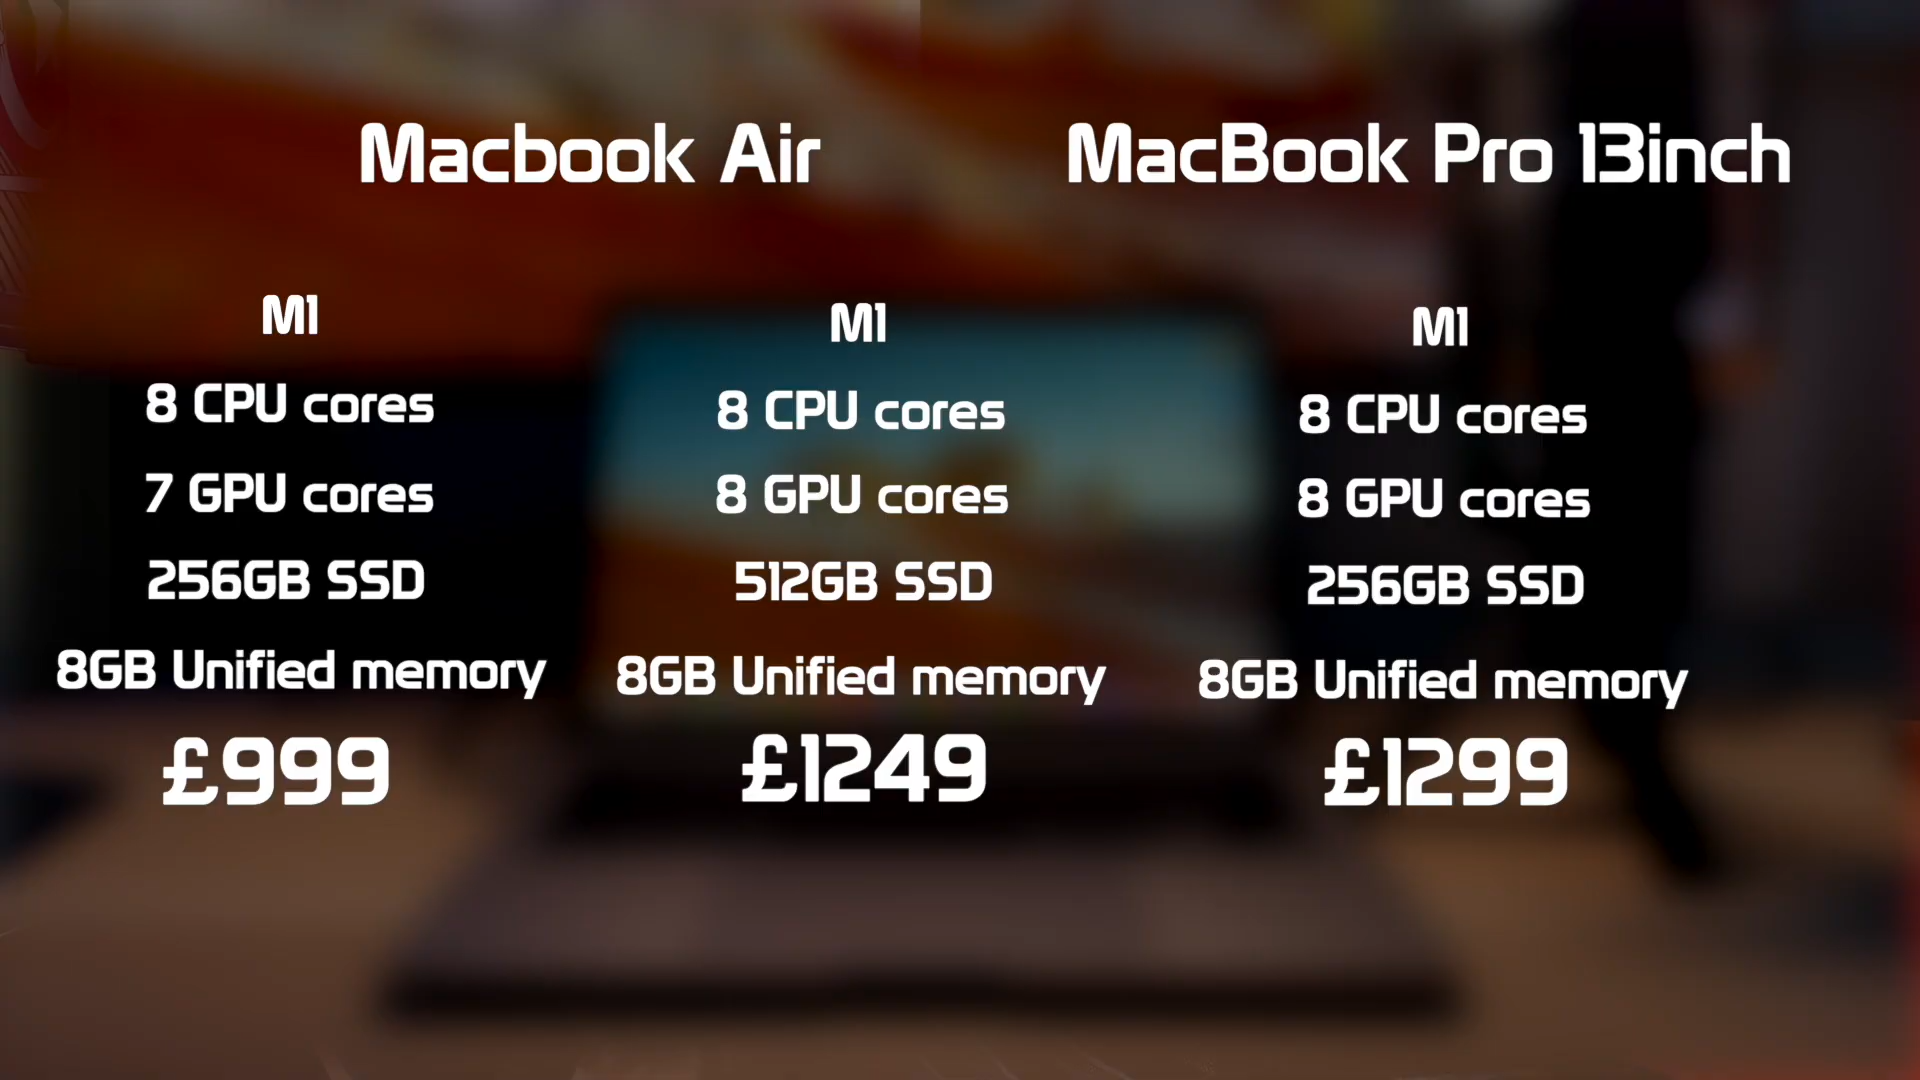 Macbook Air
MacBook Pro 13inch
M1
8 CPU cores
7 GPU cores
256GB SSD
8GB Unified memory
£999
M1
8 CPU cores
8 GPU cores
512GB SSD
8GB Unified memory
£1249
M1
8 CPU cores
8 GPU cores
256GB SSD
8GB Unified memory
£1299